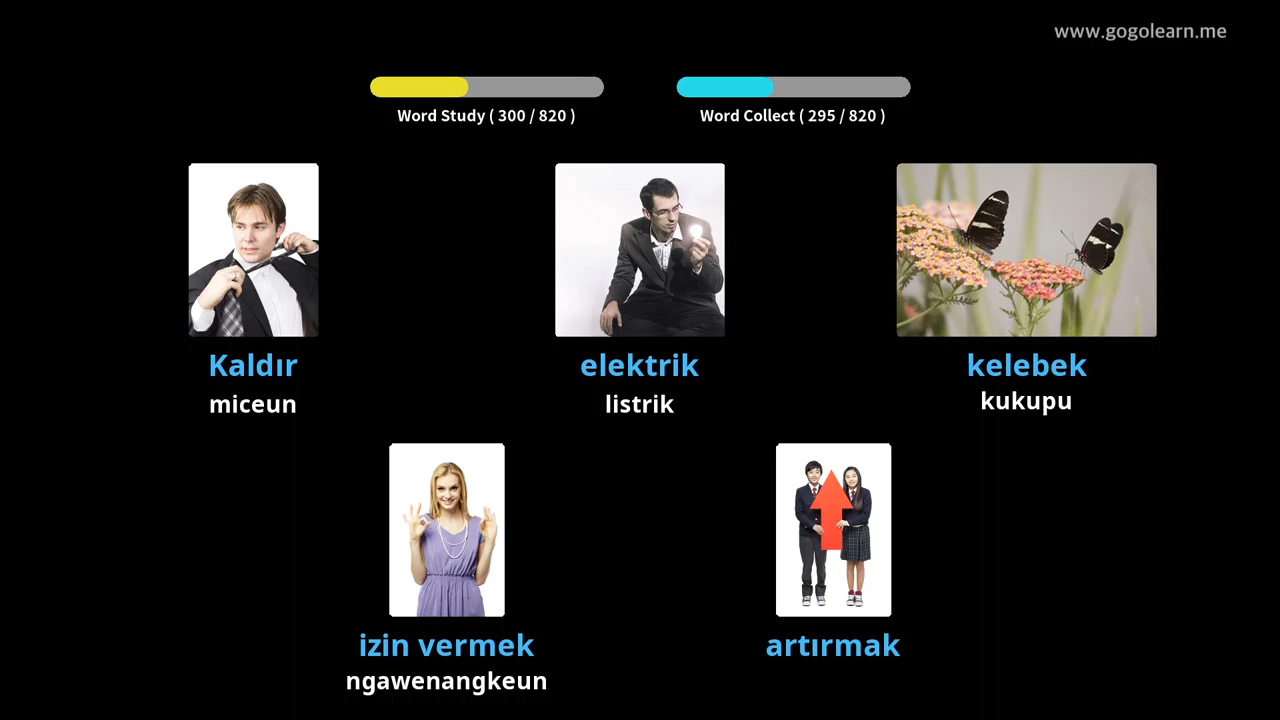 www.gogolearn.me
Word Study ( 300 / 820 )
Word Collect ( 295 / 820 )
Kaldır
miceun
elektrik
listrik
kelebek
kukupu
izin vermek
ngawenangkeun
artırmak